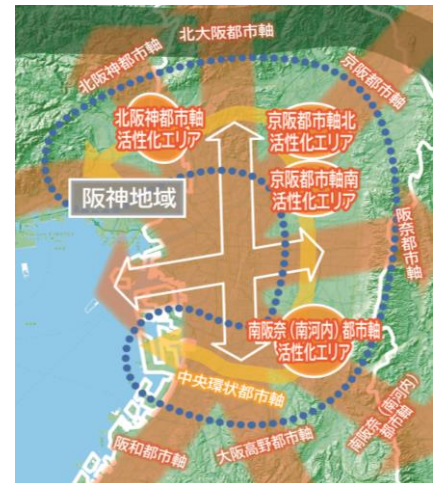 北大阪都市軸
北阪神都市軸
京阪都市軸
北阪神都市軸
活性化エリア
京阪都市軸北
活性化エリア
京阪都市軸南
活性化エリア
阪神地域
阪奈都市軸
南阪奈（南河内）都市軸
活性化エリア
中央環状都市軸
南阪奈（南河内）
都市軸
大阪高野都市軸
阪和都市軸